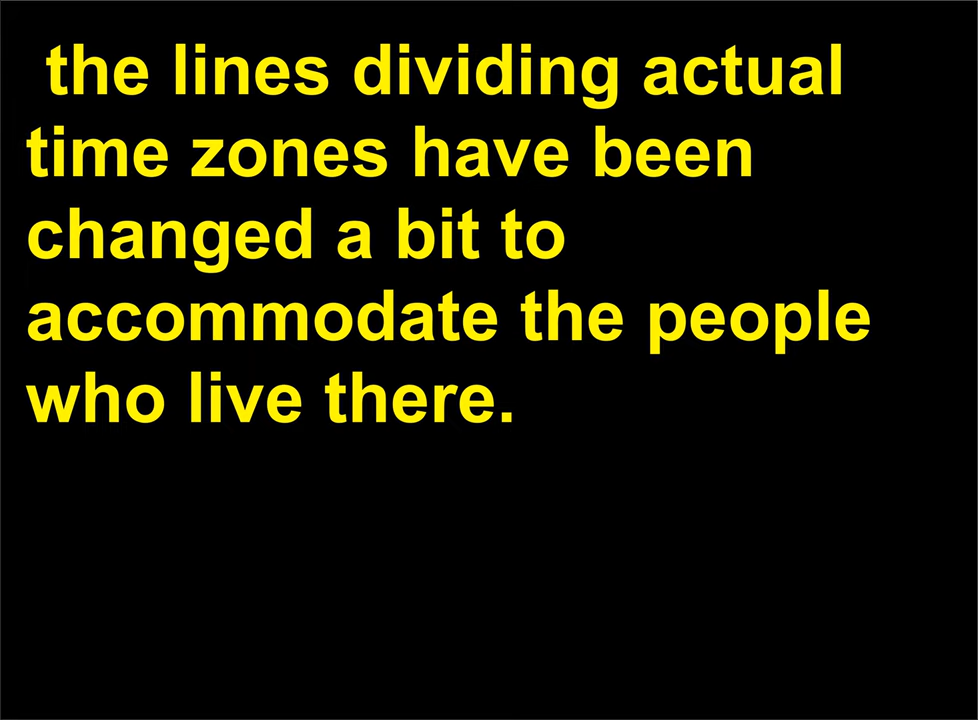 the lines dividing actual
time zones have been
changed a bit to
accommodate the people
who live there.